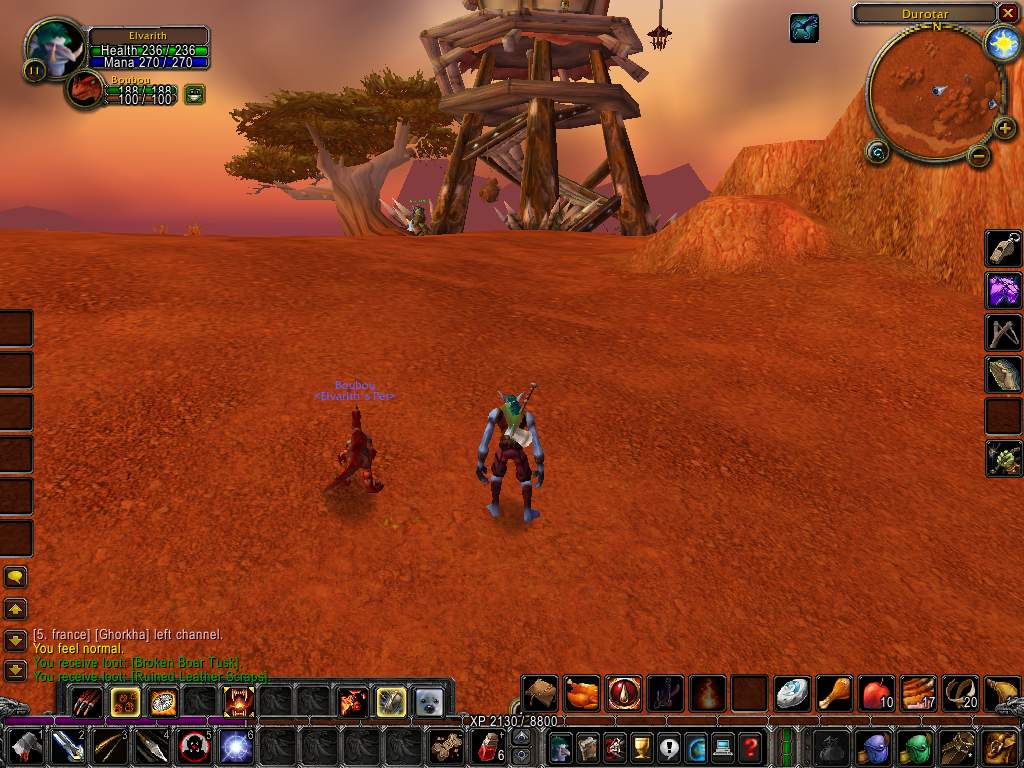 Elvarith
Health 236 / 236
Mana 270 / 270
11
Boubou
188 / 188
100 / 100
Durotar
N
Boubou
<Elvarith's Pet>
[5. france] [Ghorkha] left channel.
You feel normal.
You receive loot: [Broken Boar Tusk].
You receive loot: [Ruined Leather Scraps].
10
17
20
XP 2130 / 8800
1
2
3
4
5
6
6